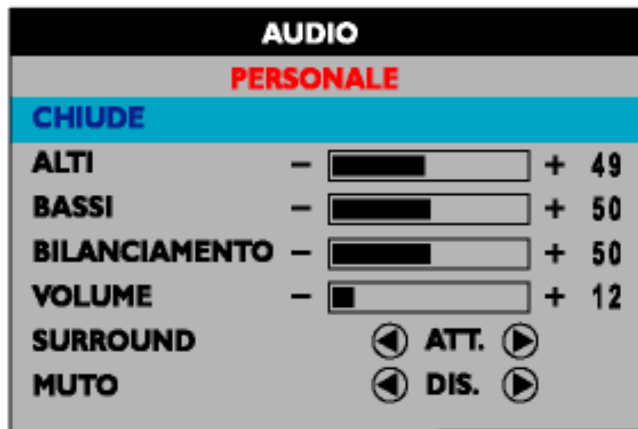 AUDIO
PERSONALE
CHIUDE
ALTI - + 49
BASSI - + 50
BILANCIAMENTO - + 50
VOLUME - + 12
SURROUND ATT.
MUTO DIS.